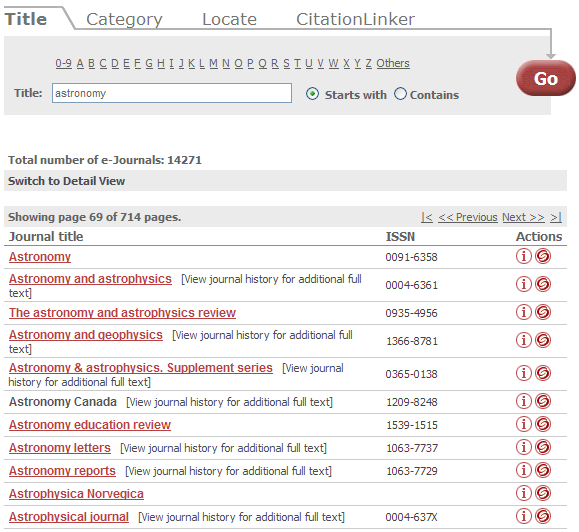 Title Category Locate CitationLinker
0-9 A B C D E F G H I J K L M N O P Q R S T U V W X Y Z Others
Go
Title: astronomy Starts with Contains
Total number of e-Journals: 14271
Switch to Detail View
Showing page 69 of 714 pages. |< << Previous Next >> >|
Journal title ISSN Actions
Astronomy 0091-6358
Astronomy and astrophysics [View journal history for additional full
text] 0004-6361
The astronomy and astrophysics review 0935-4956
Astronomy and geophysics [View journal history for additional full
text] 1366-8781
Astronomy & astrophysics. Supplement series [View journal
history for additional full text] 0365-0138
Astronomy Canada [View journal history for additional full text] 1209-8248
Astronomy education review 1539-1515
Astronomy letters [View journal history for additional full text] 1063-7737
Astronomy reports [View journal history for additional full text] 1063-7729
Astrophysica Norvegica
Astrophysical journal [View journal history for additional full text] 0004-637X